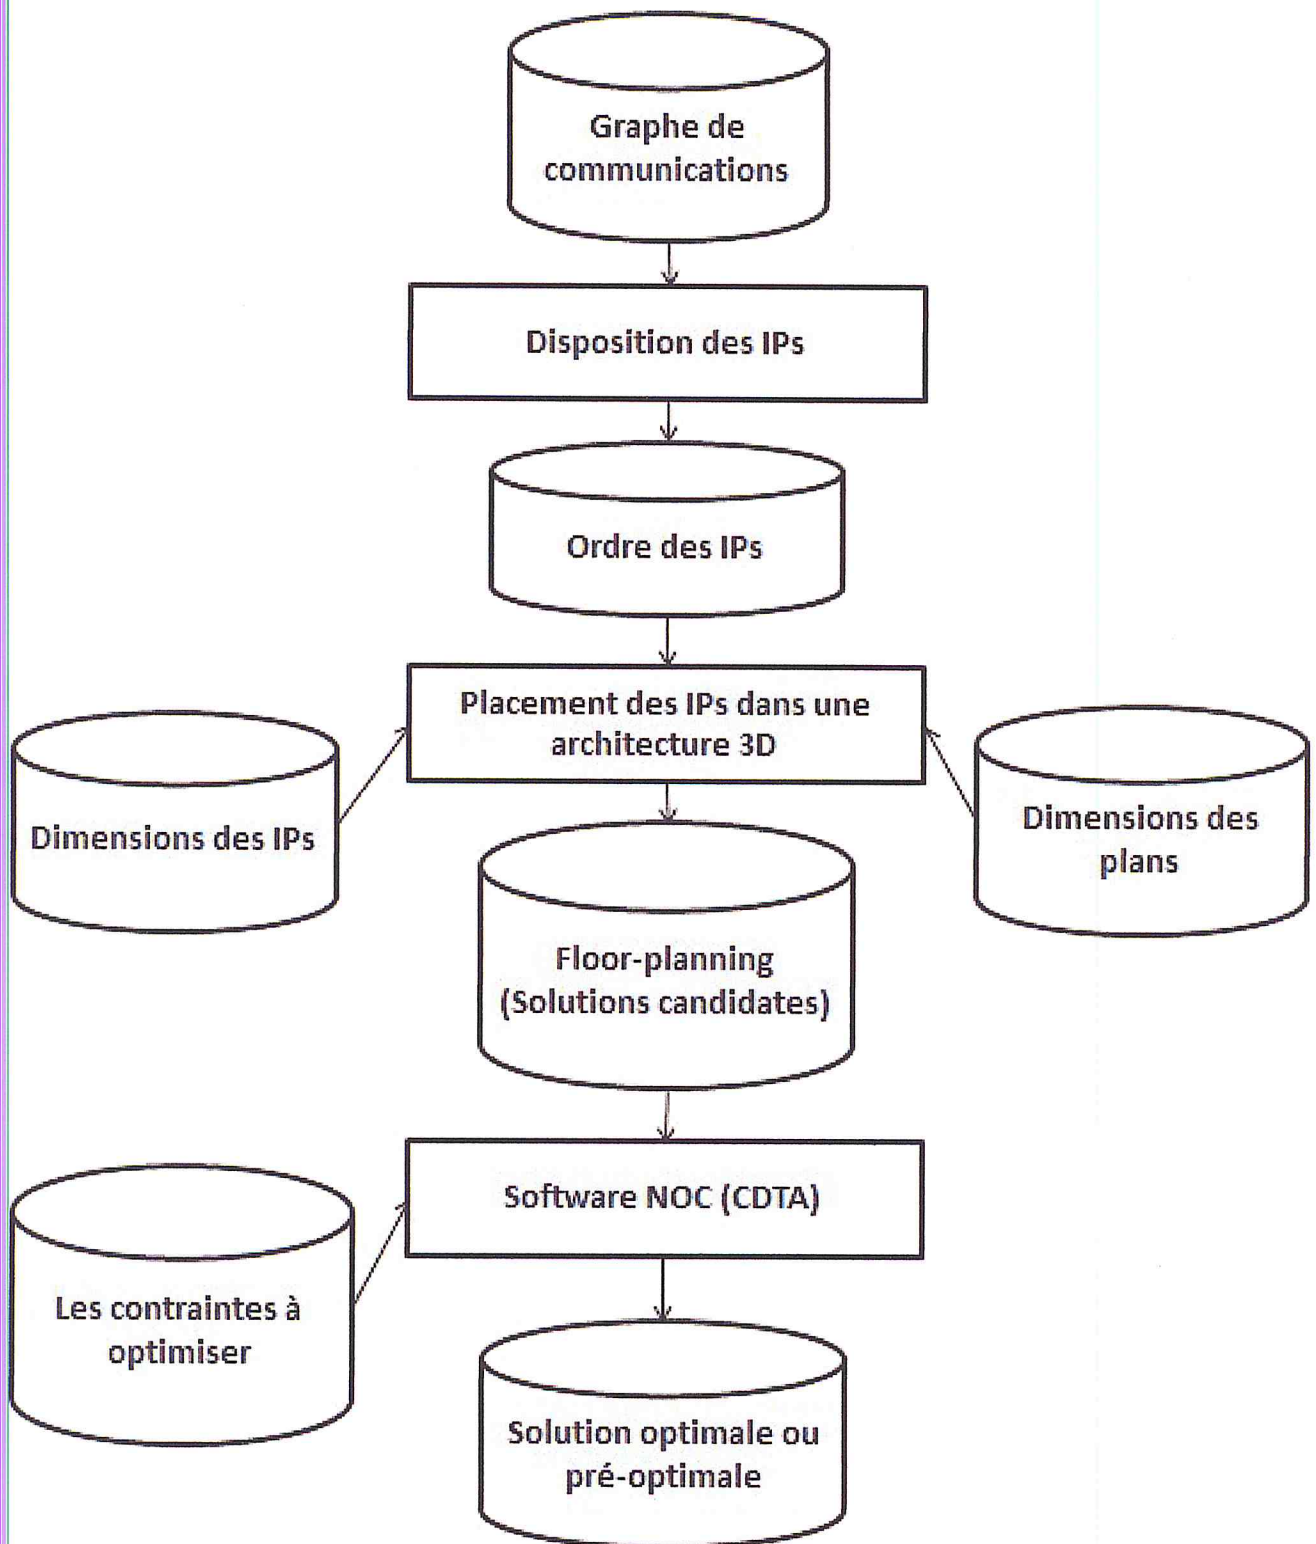 Graphe de
communications
Disposition des IPs
Ordre des IPs
Placement des IPs dans une
architecture 3D
Dimensions des IPs
Dimensions des
plans
Floor-planning
(Solutions candidates)
Software NOC (CDTA)
Les contraintes à
optimiser
Solution optimale ou
pré-optimale